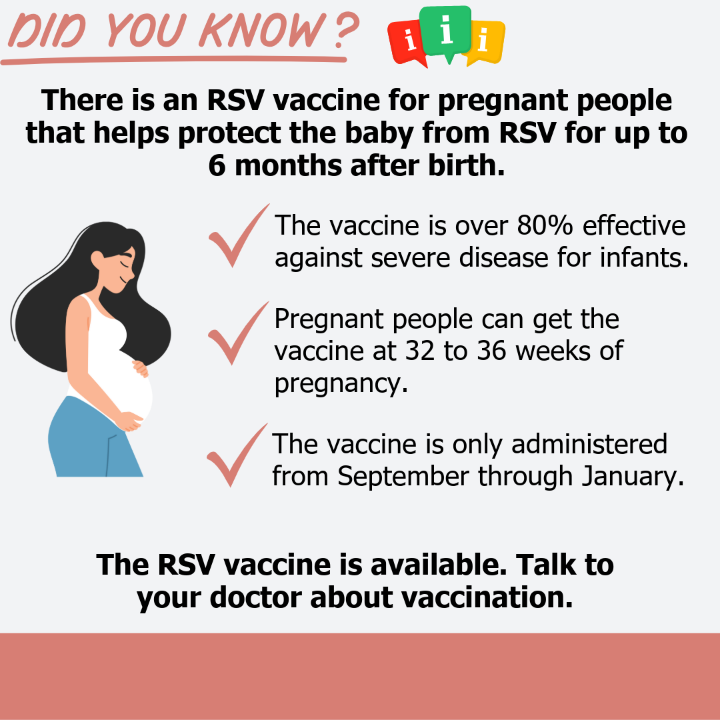 DID YOU KNOW?
i i i
There is an RSV vaccine for pregnant people
that helps protect the baby from RSV for up to
6 months after birth.
The vaccine is over 80% effective
against severe disease for infants.
Pregnant people can get the
vaccine at 32 to 36 weeks of
pregnancy.
The vaccine is only administered
from September through January.
The RSV vaccine is available. Talk to
your doctor about vaccination.